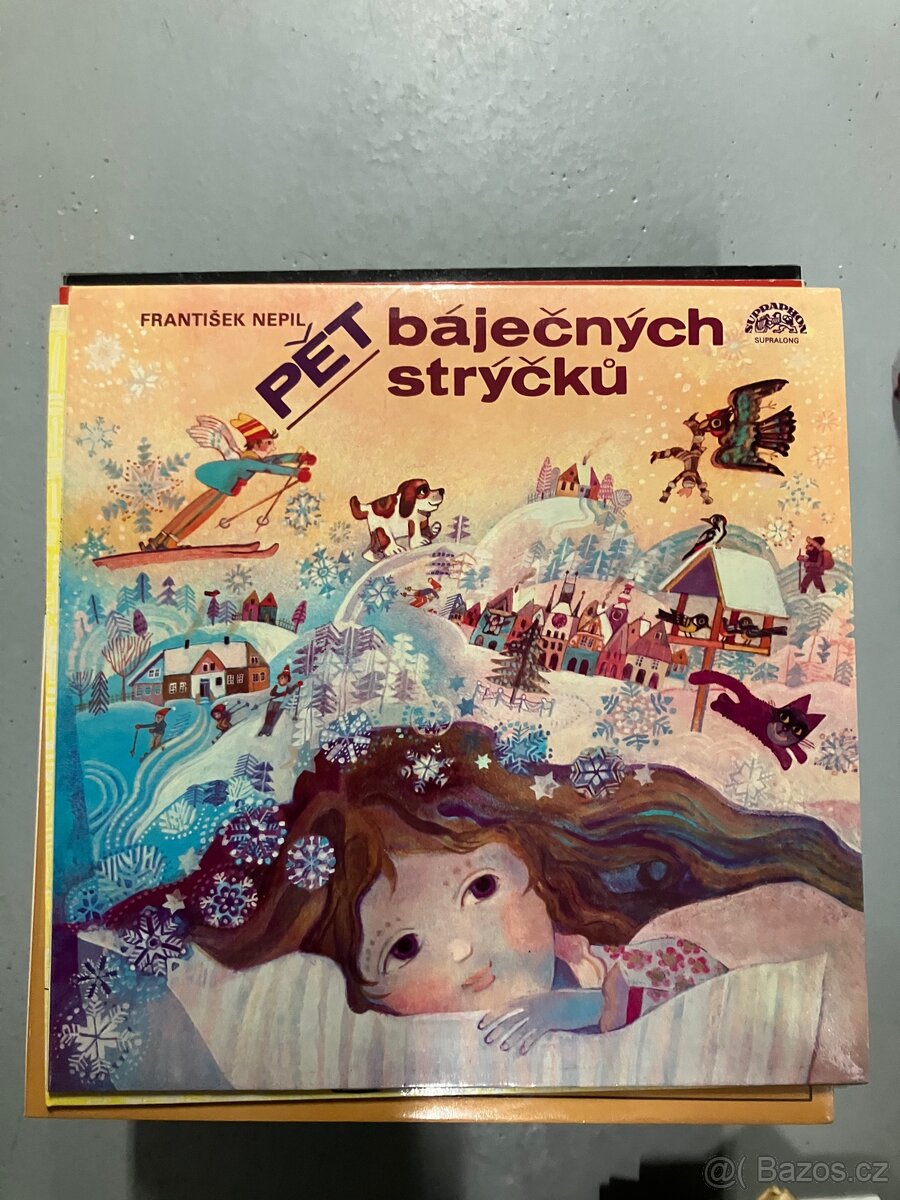 FRANTIŠEK NEPIL
PĚT báječných
strýčků
SUPRAPHON
SUPRALONG
@( Bazos.cz